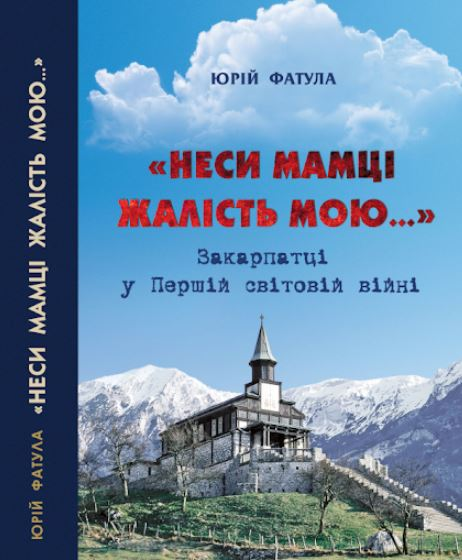 ЮРІЙ ФАТУЛА
«НЕСИ МАМЦІ
ЖАЛІСТЬ МОЮ...»
Закарпатці
у Першій світовій війні
ЮРІЙ ФАТУЛА «НЕСИ МАМЦІ ЖАЛІСТЬ МОЮ...»